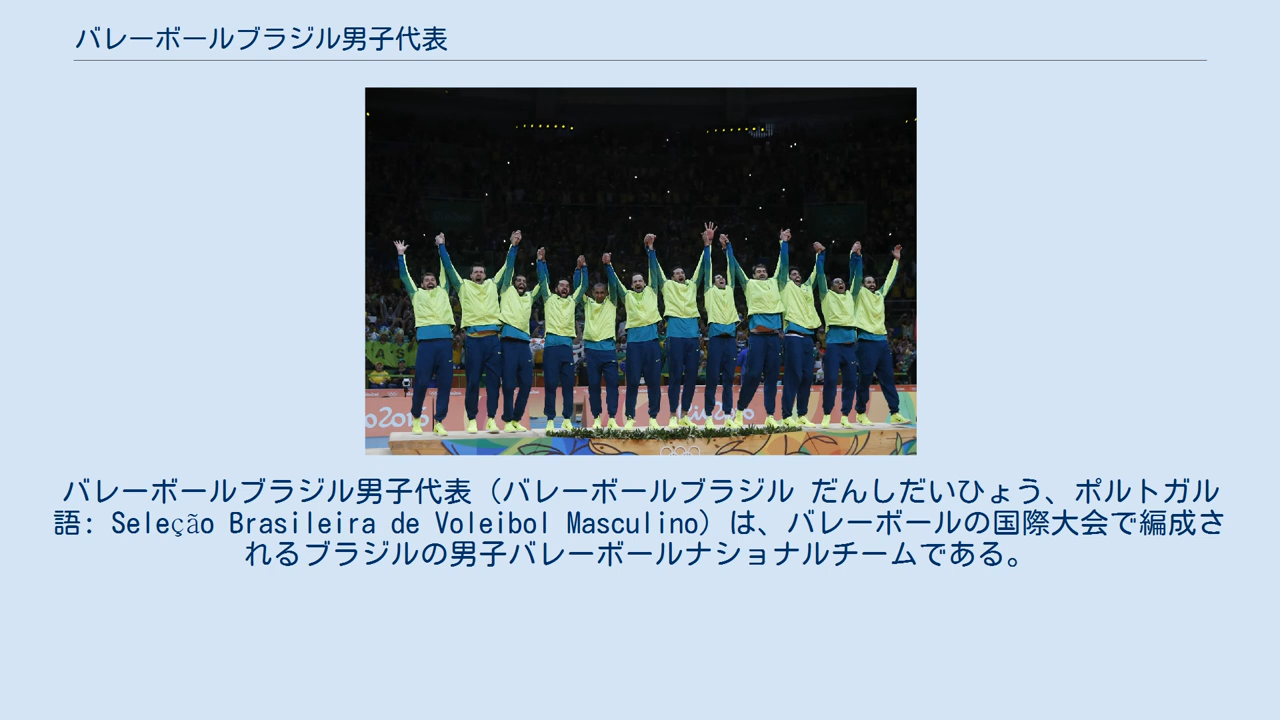 バレーボールブラジル男子代表
o2016
バレーボールブラジル男子代表（バレーボールブラジル だんしだいひょう、ポルトガル
語: Seleção Brasileira de Voleibol Masculino）は、バレーボールの国際大会で編成さ
れるブラジルの男子バレーボールナショナルチームである。